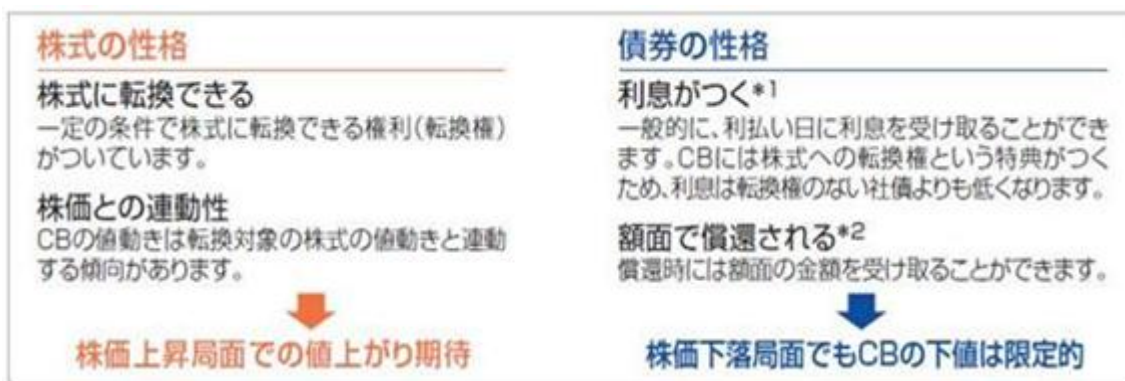 株式の性格
株式に転換できる
一定の条件で株式に転換できる権利(転換権)
がついています。
株価との連動性
CBの値動きは転換対象の株式の値動きと連動
する傾向があります。
株価上昇局面での値上がり期待
債券の性格
利息がつく*1
一般的に、利払い日に利息を受け取ることができ
ます。CBには株式への転換権という特典がつく
ため、利息は転換権のない社債よりも低くなります。
額面で償還される*2
償還時には額面の金額を受け取ることができます。
株価下落局面でもCBの下値は限定的